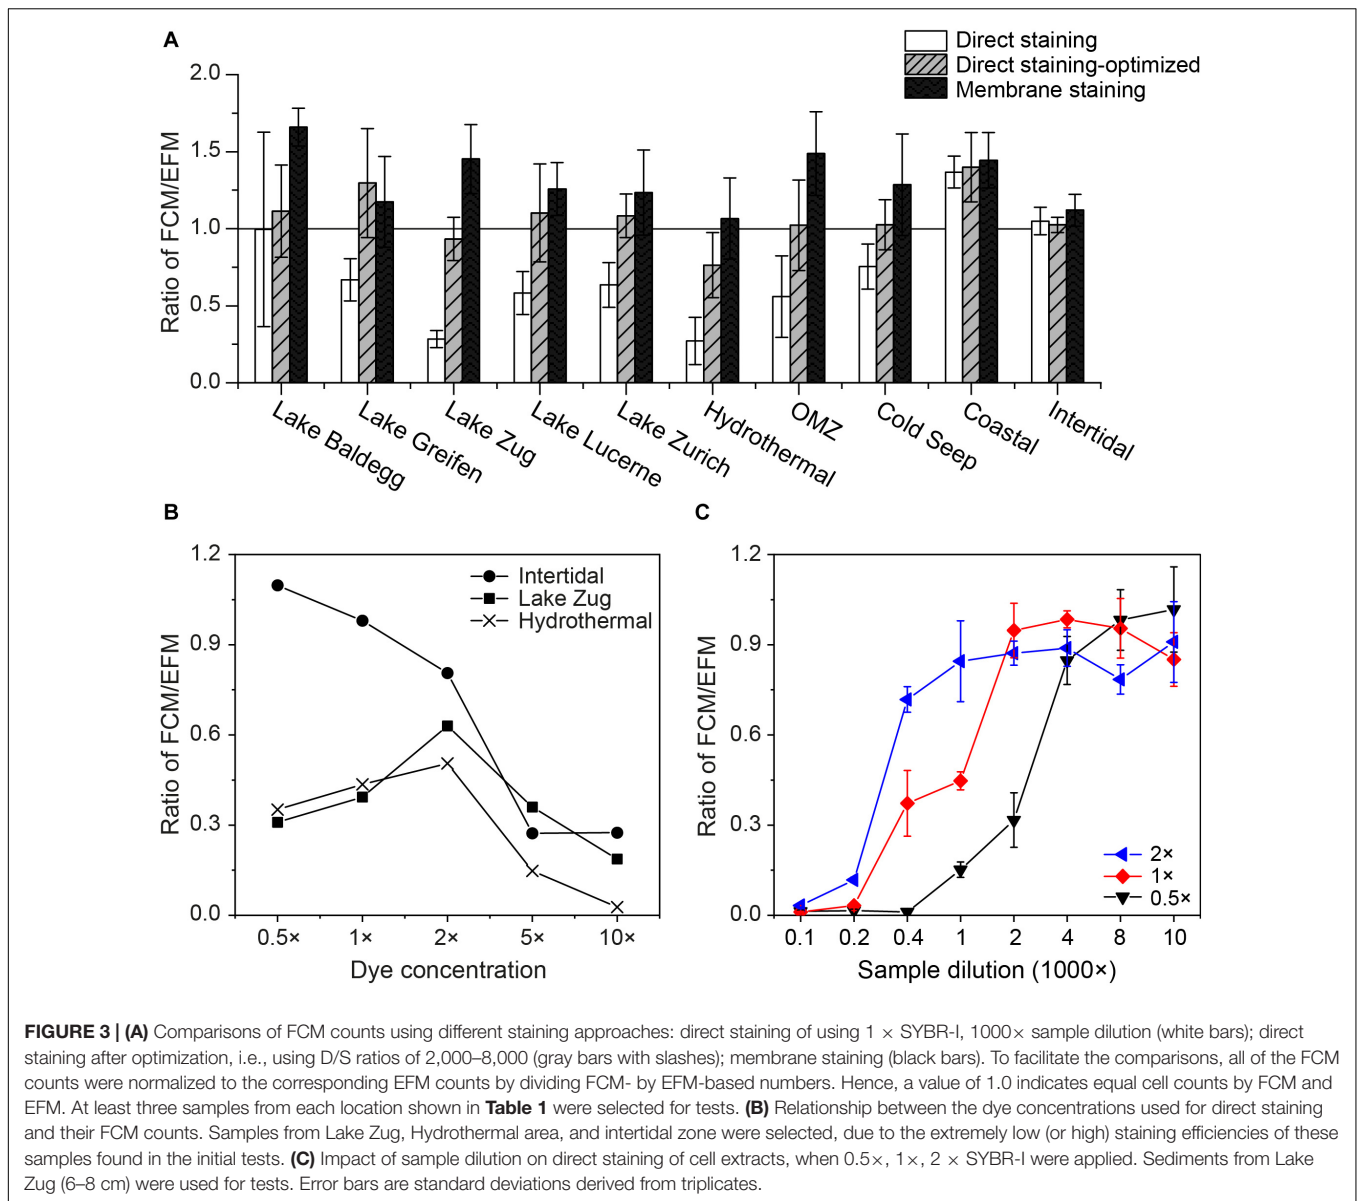 A
Direct staining
Direct staining-optimized
Membrane staining
2.0
1.5
1.0
0.5
0.0
Ratio of FCM/EFM
Lake Baldegg
Lake Greifen
Lake Zug
Lake Lucerne
Lake Zurich
Hydrothermal
OMZ
Cold Seep
Coastal
Intertidal
B
1.2
0.9
0.6
0.3
0.0
Ratio of FCM/EFM
Intertidal
Lake Zug
Hydrothermal
0.5× 1× 2× 5× 10×
Dye concentration
C
1.2
0.9
0.6
0.3
0.0
Ratio of FCM/EFM
2×
1×
0.5×
0.1 0.2 0.4 1 2 4 8 10
Sample dilution (1000×)
FIGURE 3 | (A) Comparisons of FCM counts using different staining approaches: direct staining of using 1 × SYBR-I, 1000× sample dilution (white bars); direct
staining after optimization, i.e., using D/S ratios of 2,000–8,000 (gray bars with slashes); membrane staining (black bars). To facilitate the comparisons, all of the FCM
counts were normalized to the corresponding EFM counts by dividing FCM- by EFM-based numbers. Hence, a value of 1.0 indicates equal cell counts by FCM and
EFM. At least three samples from each location shown in Table 1 were selected for tests. (B) Relationship between the dye concentrations used for direct staining
and their FCM counts. Samples from Lake Zug, Hydrothermal area, and intertidal zone were selected, due to the extremely low (or high) staining efficiencies of these
samples found in the initial tests. (C) Impact of sample dilution on direct staining of cell extracts, when 0.5×, 1×, 2 × SYBR-I were applied. Sediments from Lake
Zug (6–8 cm) were used for tests. Error bars are standard deviations derived from triplicates.